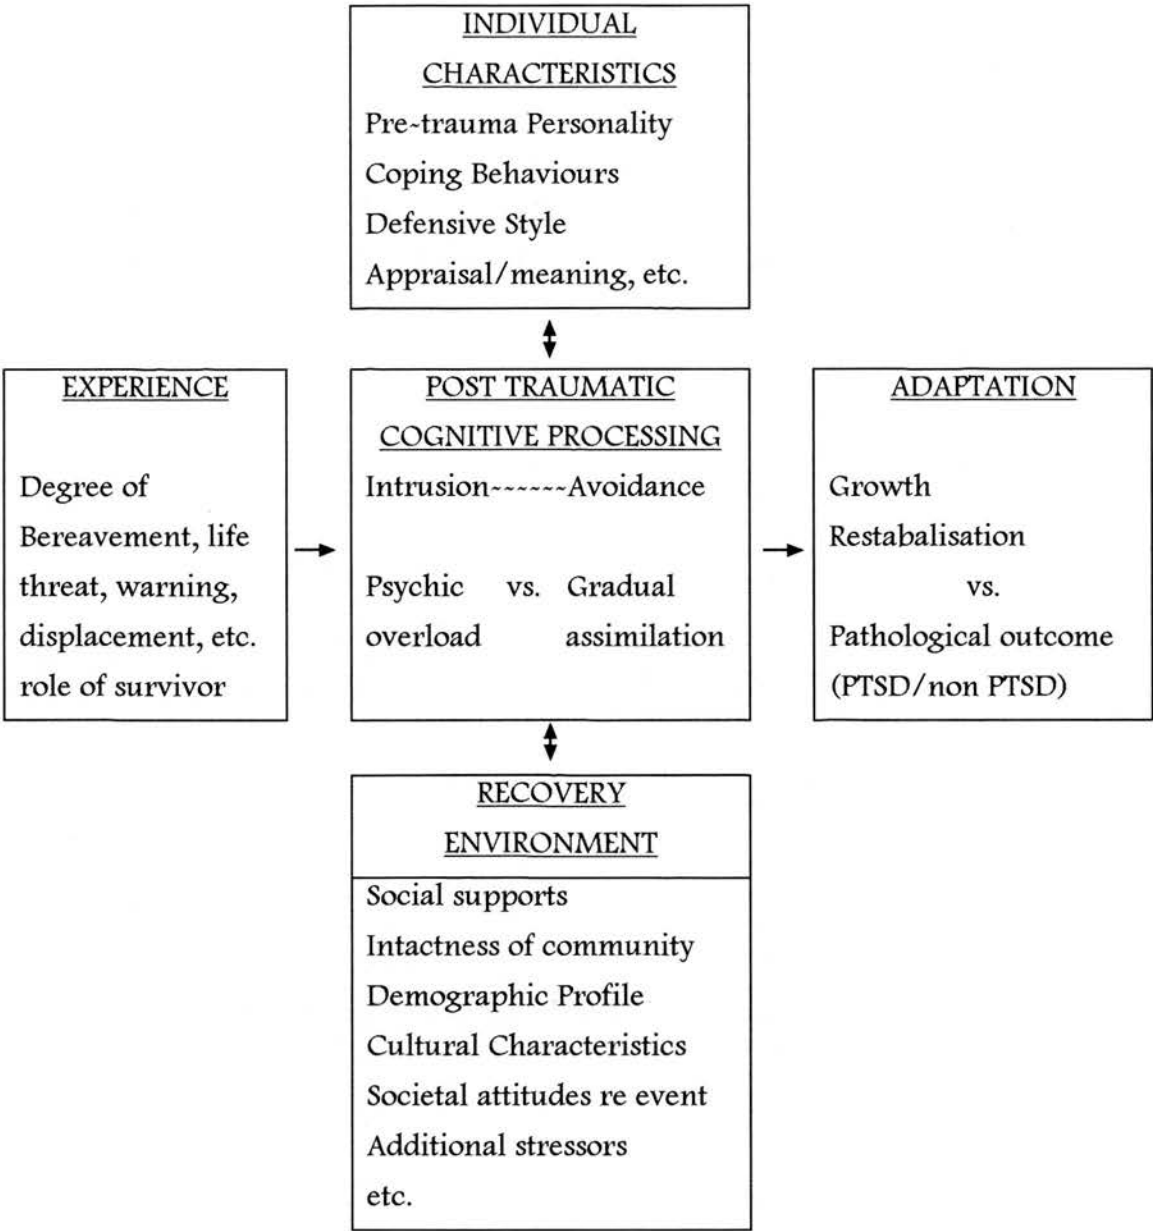 INDIVIDUAL
CHARACTERISTICS
Pre-trauma Personality
Coping Behaviours
Defensive Style
Appraisal/meaning, etc.
EXPERIENCE
Degree of
Bereavement, life
threat, warning,
displacement, etc.
role of survivor
POST TRAUMATIC
COGNITIVE PROCESSING
Intrusion~~~~~~Avoidance
Psychic vs. Gradual
overload assimilation
ADAPTATION
Growth
Restabalisation
vs.
Pathological outcome
(PTSD/non PTSD)
RECOVERY
ENVIRONMENT
Social supports
Intactness of community
Demographic Profile
Cultural Characteristics
Societal attitudes re event
Additional stressors
etc.